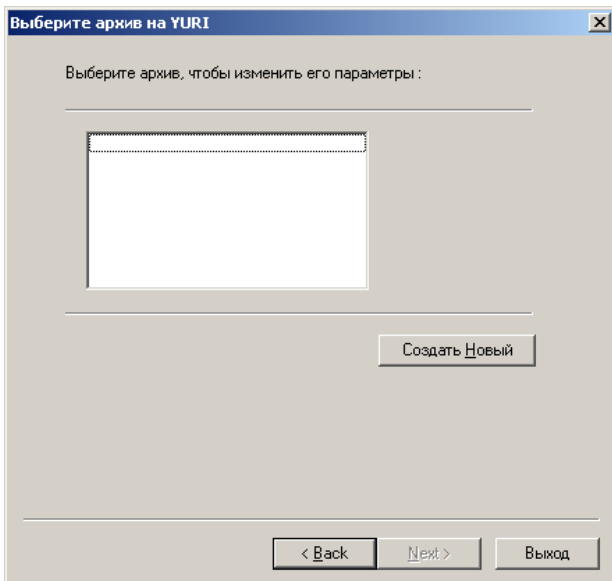 Выберите архив на YURI
Выберите архив, чтобы изменить его параметры :
Создать Новый
< Back
Next >
Выход